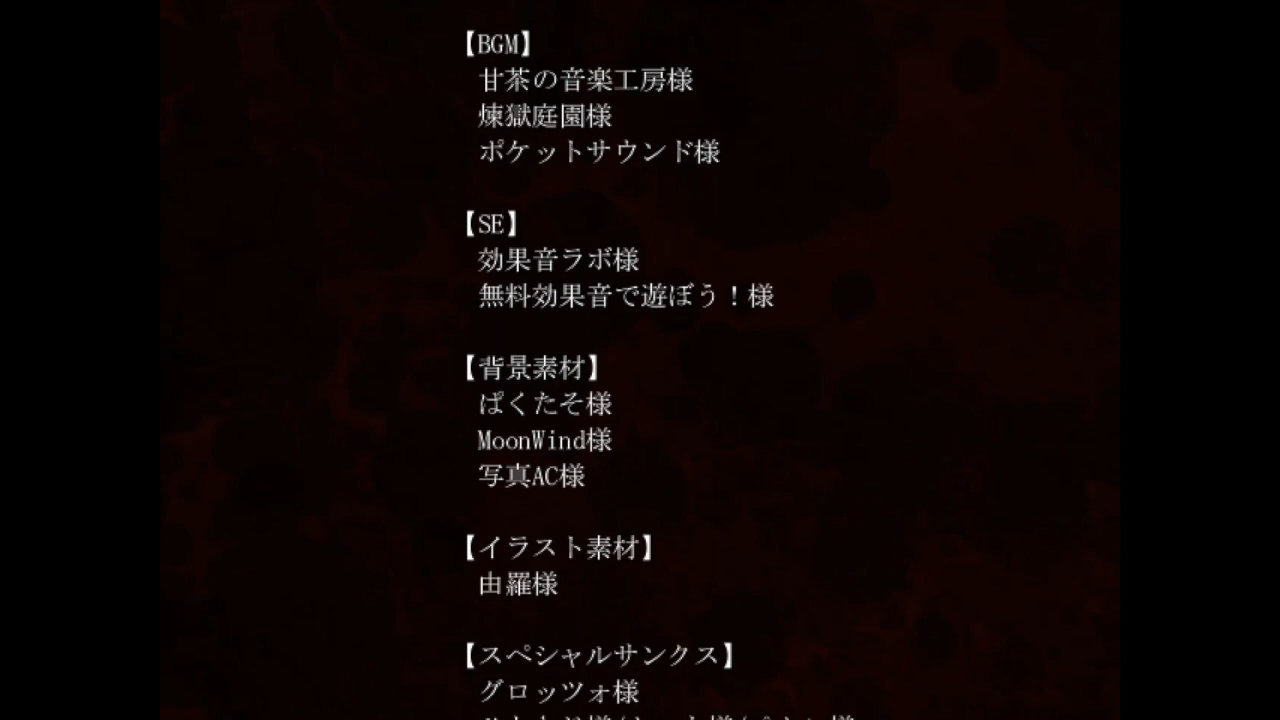 【BGM】
甘茶の音楽工房様
煉獄庭園様
ポケットサウンド様
【SE】
効果音ラボ様
無料効果音で遊ぼう！様
【背景素材】
ぱくたそ様
MoonWind様
写真AC様
【イラスト素材】
由羅様
【スペシャルサンクス】
グロッツォ様